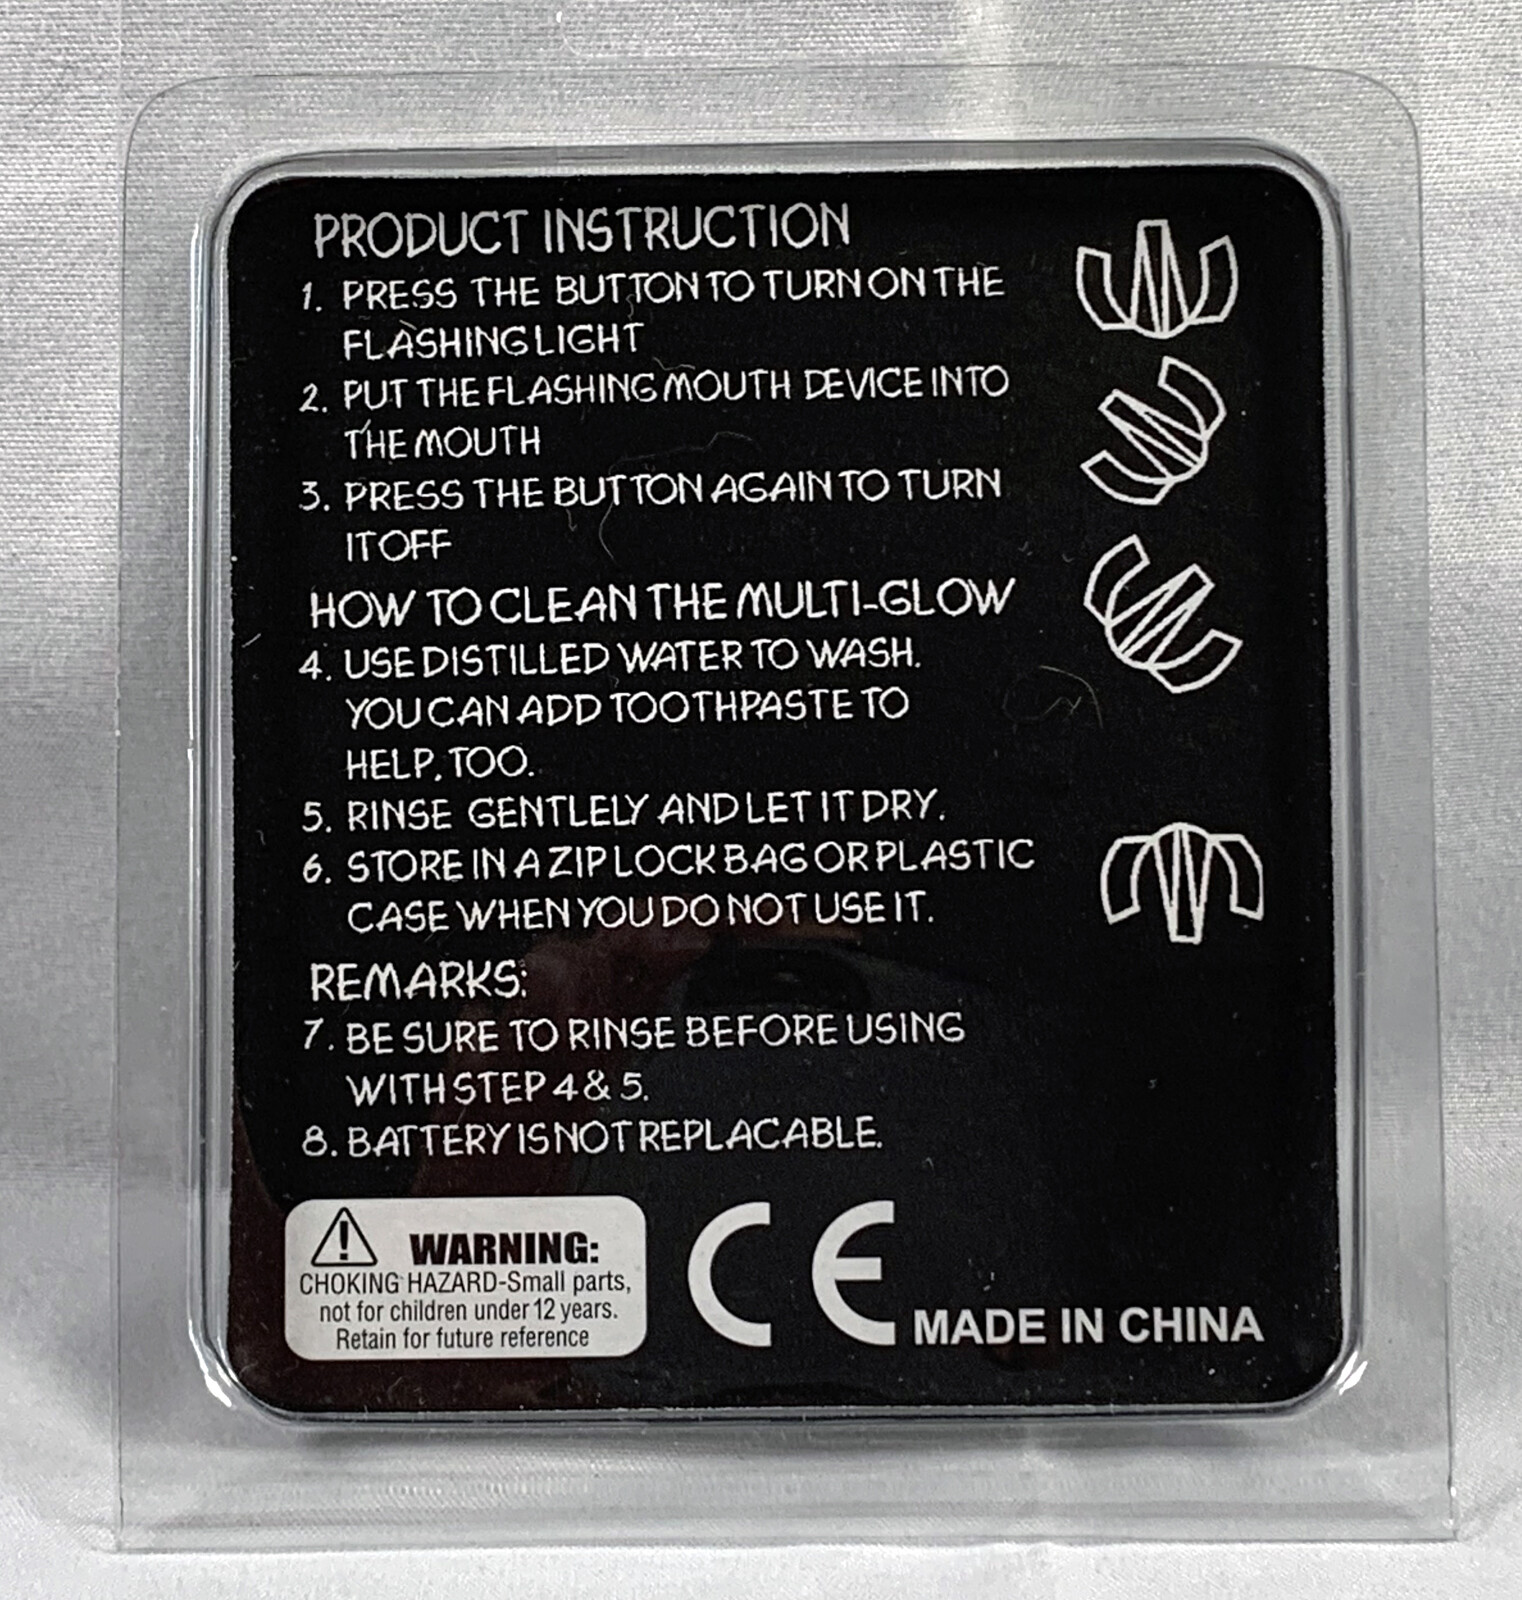 PRODUCT INSTRUCTION
1. PRESS THE BUTTON TO TURN ON THE
FLASHING LIGHT
2. PUT THE FLASHING MOUTH DEVICE INTO
THE MOUTH
3. PRESS THE BUTTON AGAIN TO TURN
IT OFF
HOW TO CLEAN THE MULTI-GLOW
4. USE DISTILLED WATER TO WASH.
YOU CAN ADD TOOTHPASTE TO
HELP, TOO.
5. RINSE GENTLELY AND LET IT DRY.
6. STORE IN A ZIP LOCK BAG OR PLASTIC
CASE WHEN YOU DO NOT USE IT.
REMARKS:
7. BE SURE TO RINSE BEFORE USING
WITH STEP 4 & 5.
8. BATTERY IS NOT REPLACABLE.
WARNING:
CHOKING HAZARD-Small parts,
not for children under 12 years.
Retain for future reference
CE
MADE IN CHINA